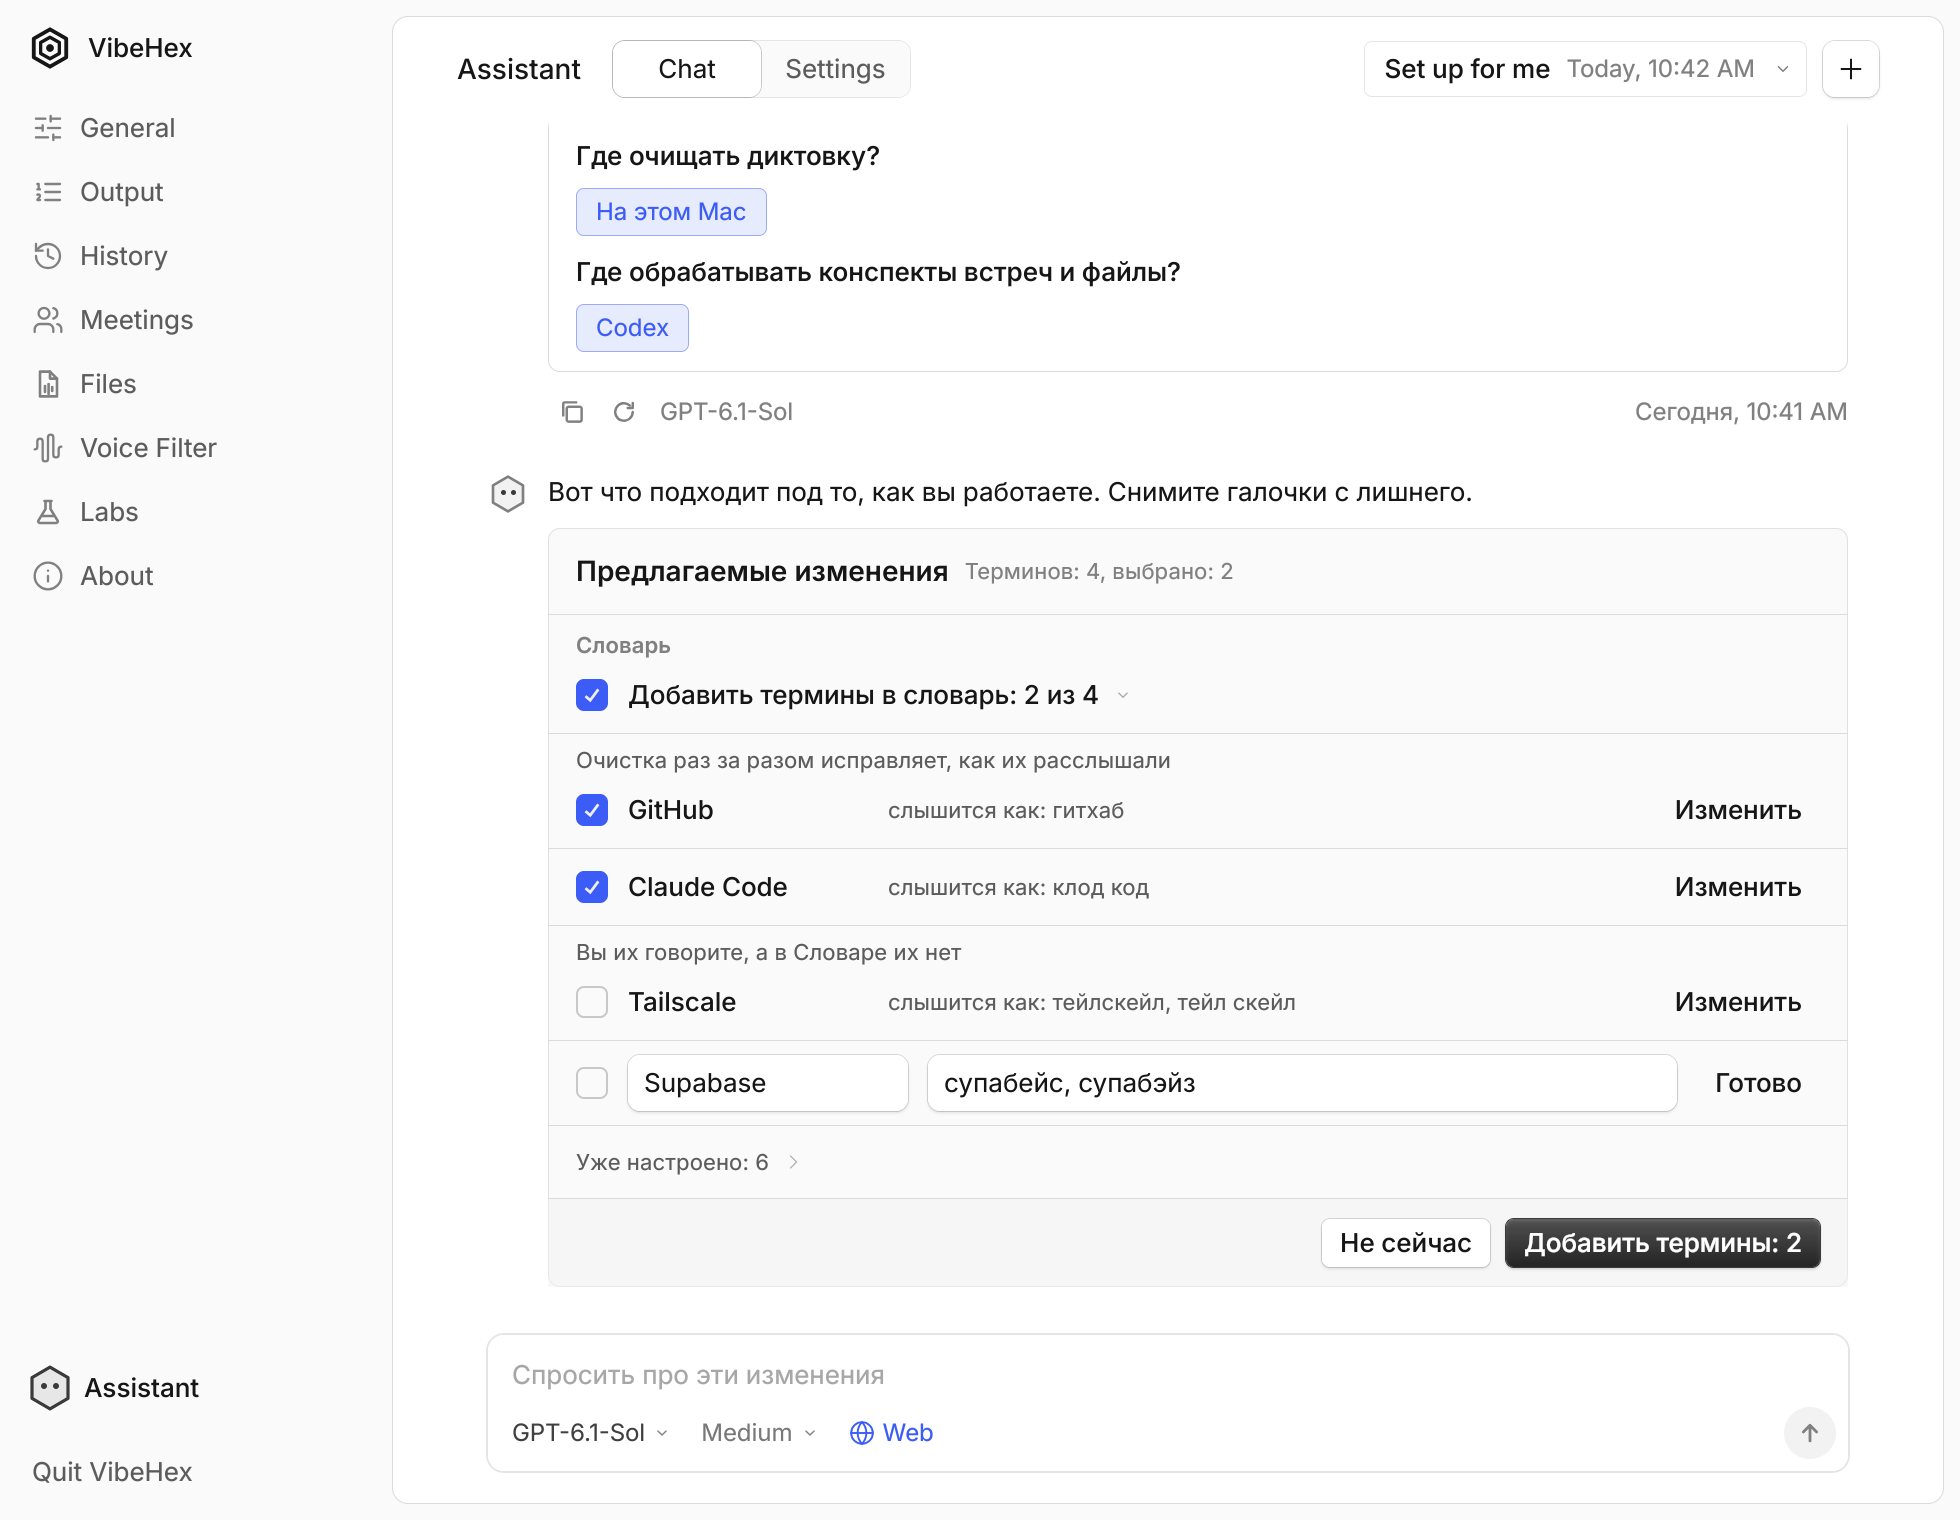 VibeHex
General
Output
History
Meetings
Files
Voice Filter
Labs
About
Assistant
Quit VibeHex
Assistant
Chat
Settings
Set up for me Today, 10:42 AM
Где очищать диктовку?
На этом Mac
Где обрабатывать конспекты встреч и файлы?
Codex
GPT-6.1-Sol
Сегодня, 10:41 AM
Вот что подходит под то, как вы работаете. Снимите галочки с лишнего.
Предлагаемые изменения Терминов: 4, выбрано: 2
Словарь
Добавить термины в словарь: 2 из 4
Очистка раз за разом исправляет, как их расслышали
GitHub слышится как: гитхаб Изменить
Claude Code слышится как: клод код Изменить
Вы их говорите, а в Словаре их нет
Tailscale слышится как: тейлскейл, тейл скейл Изменить
Supabase супабейс, супабэйз Готово
Уже настроено: 6
Не сейчас Добавить термины: 2
Спросить про эти изменения
GPT-6.1-Sol Medium Web